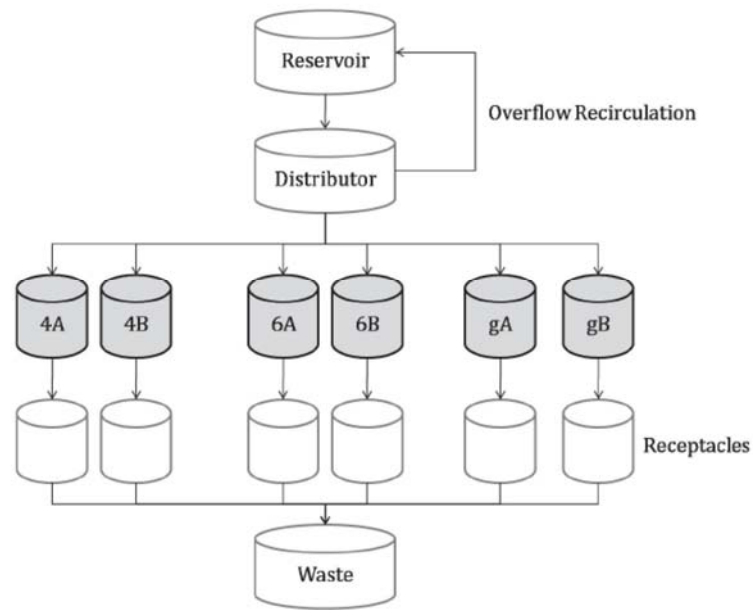 Reservoir
Overflow Recirculation
Distributor
4A 4B 6A 6B gA gB
Receptacles
Waste